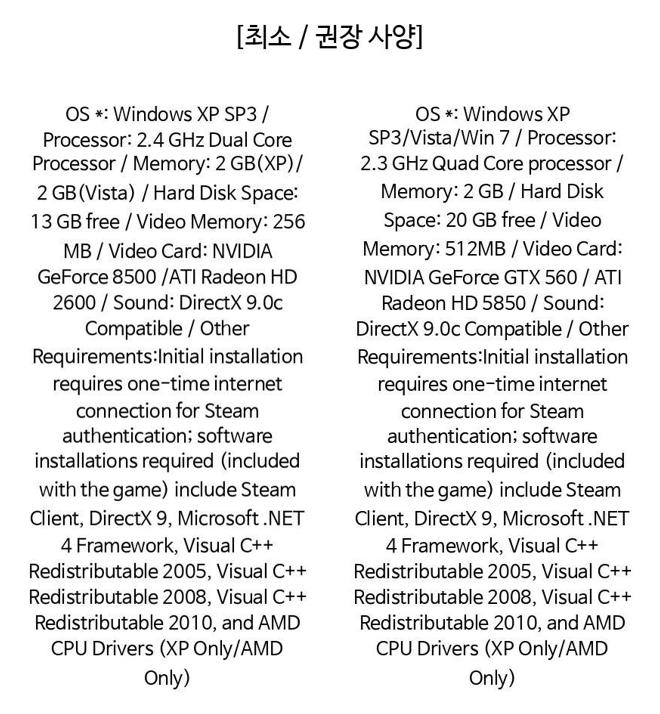 [최소 / 권장 사양]
OS *: Windows XP SP3 /
Processor: 2.4 GHz Dual Core
Processor / Memory: 2 GB(XP)/
2 GB(Vista) / Hard Disk Space:
13 GB free / Video Memory: 256
MB / Video Card: NVIDIA
GeForce 8500 /ATI Radeon HD
2600 / Sound: DirectX 9.0c
Compatible / Other
Requirements:Initial installation
requires one-time internet
connection for Steam
authentication; software
installations required (included
with the game) include Steam
Client, DirectX 9, Microsoft .NET
4 Framework, Visual C++
Redistributable 2005, Visual C++
Redistributable 2008, Visual C++
Redistributable 2010, and AMD
CPU Drivers (XP Only/AMD
Only)
OS *: Windows XP
SP3/Vista/Win 7 / Processor:
2.3 GHz Quad Core processor /
Memory: 2 GB / Hard Disk
Space: 20 GB free / Video
Memory: 512MB / Video Card:
NVIDIA GeForce GTX 560 / ATI
Radeon HD 5850 / Sound:
DirectX 9.0c Compatible / Other
Requirements:Initial installation
requires one-time internet
connection for Steam
authentication; software
installations required (included
with the game) include Steam
Client, DirectX 9, Microsoft .NET
4 Framework, Visual C++
Redistributable 2005, Visual C++
Redistributable 2008, Visual C++
Redistributable 2010, and AMD
CPU Drivers (XP Only/AMD
Only)